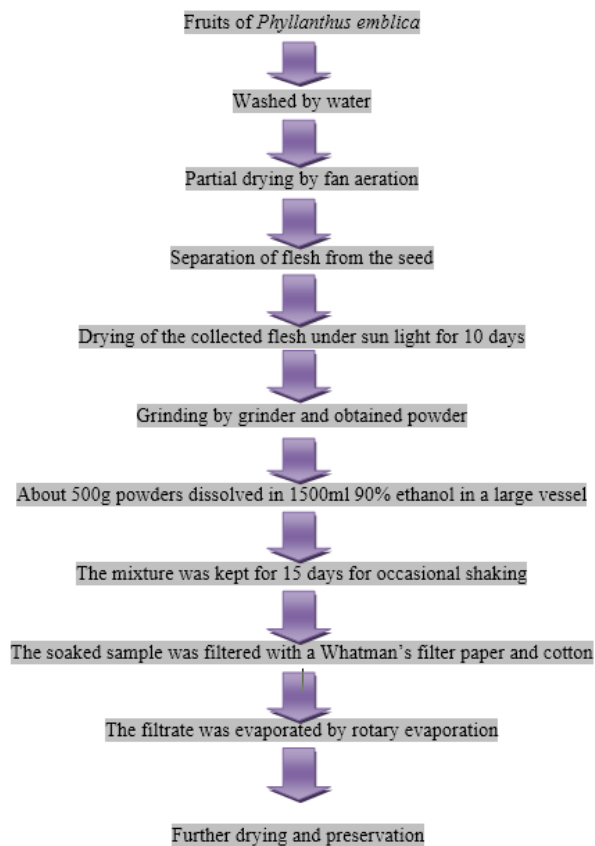 Fruits of Phyllanthus emblica
Washed by water
Partial drying by fan aeration
Separation of flesh from the seed
Drying of the collected flesh under sun light for 10 days
Grinding by grinder and obtained powder
About 500g powders dissolved in 1500ml 90% ethanol in a large vessel
The mixture was kept for 15 days for occasional shaking
The soaked sample was filtered with a Whatman's filter paper and cotton
The filtrate was evaporated by rotary evaporation
Further drying and preservation